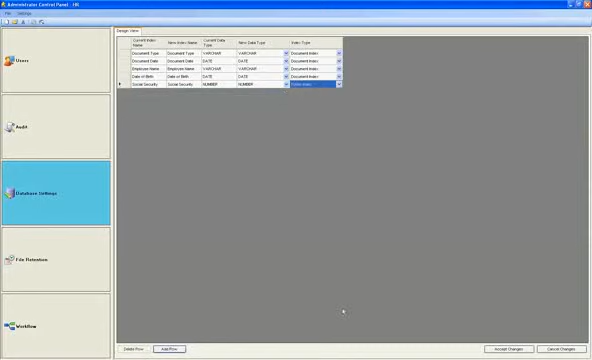 Administrator Control Panel - HR
File Settings
Users
Audit
Database Settings
File Retention
Workflow
Design View
Current Index Name New Index Name Current Data Type New Data Type Index Type
Document Type Document Type VARCHAR VARCHAR Document Index
Document Date Document Date DATE DATE Document Index
Employee Name Employee Name VARCHAR VARCHAR Document Index
Date of Birth Date of Birth DATE DATE Document Index
Social Security Social Security NUMBER NUMBER
Delete Row Add Row Accept Changes Cancel Changes